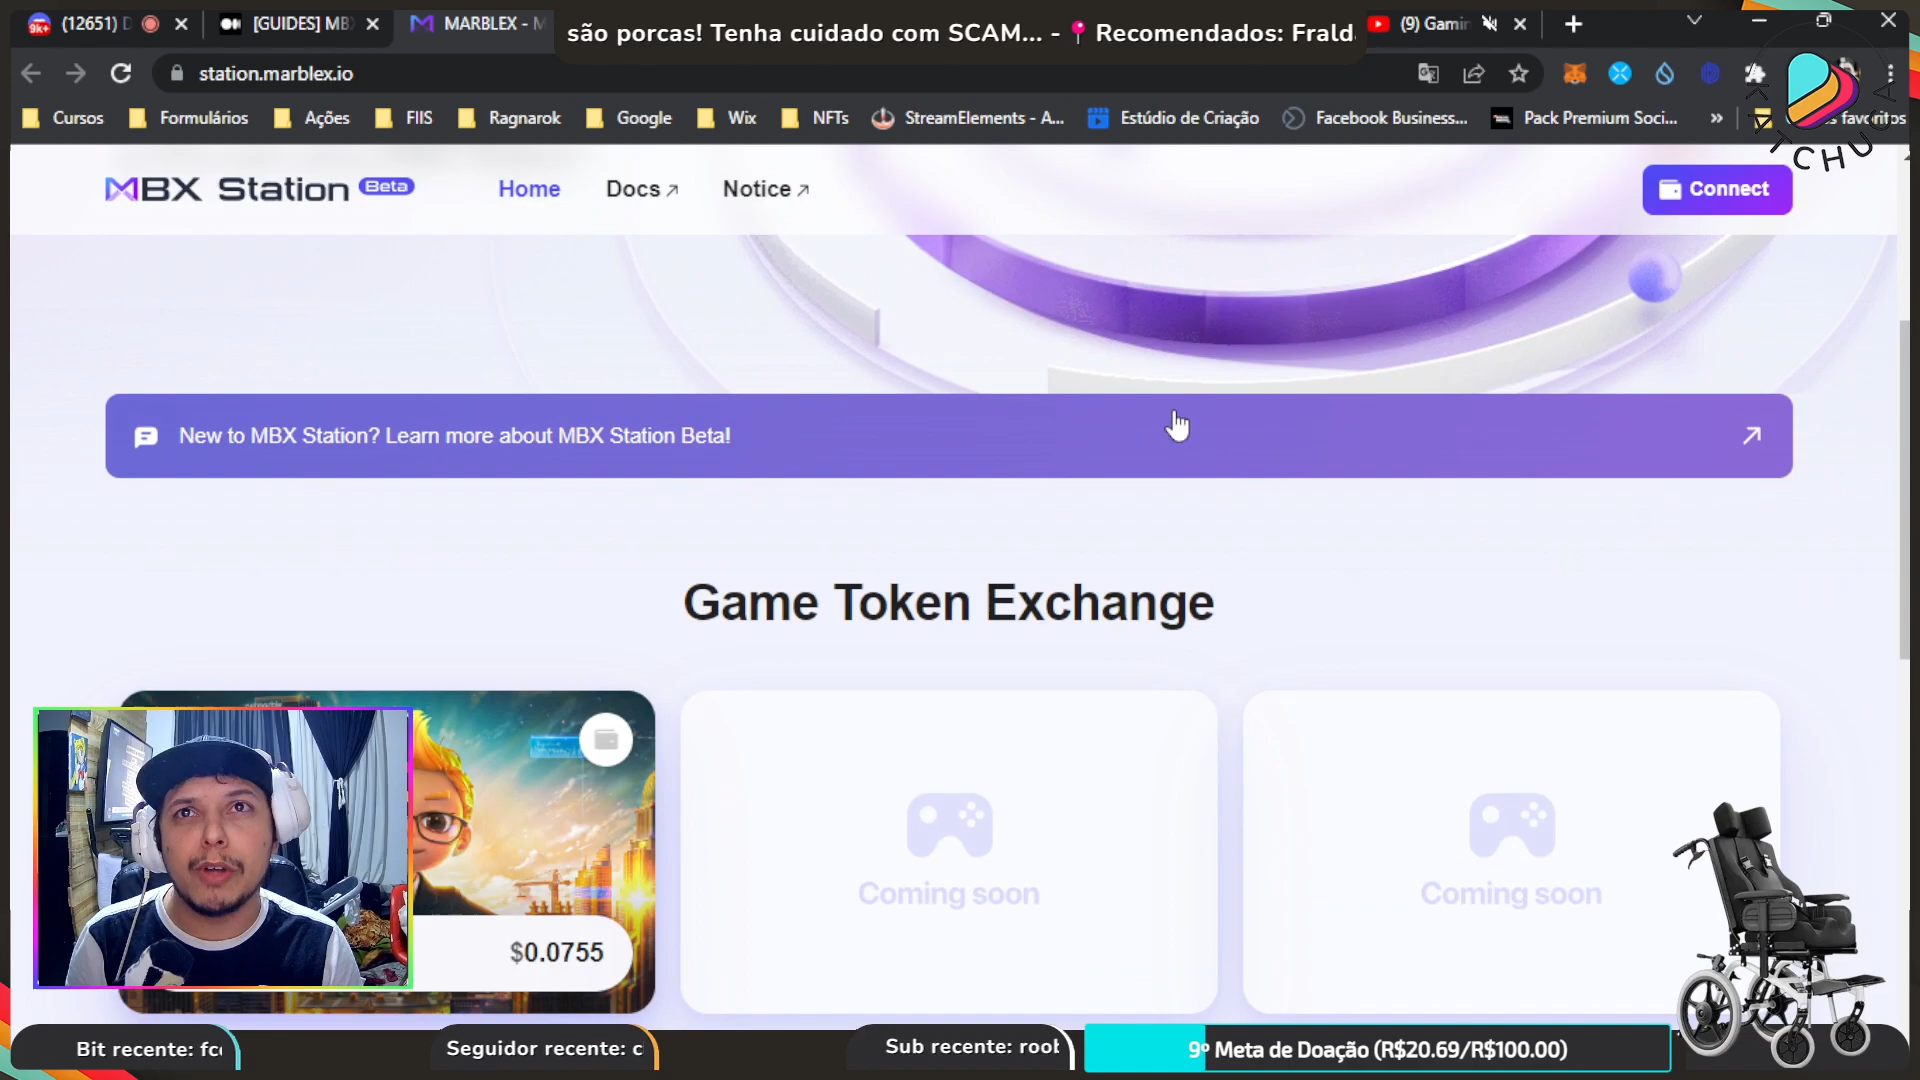 (12651) D
[GUIDES] MBX
MARBLEX - M
são porcas! Tenha cuidado com SCAM... - 📍 Recomendados: Frald
(9) Gamin
station.marblex.io
Cursos
Formulários
Ações
FIIS
Ragnarok
Google
Wix
NFTs
StreamElements - A...
Estúdio de Criação
Facebook Business...
Pack Premium Soci...
»
favoritos
TCHU
MBX Station Beta
Home
Docs↗
Notice↗
Connect
New to MBX Station? Learn more about MBX Station Beta!
Game Token Exchange
$0.0755
Coming soon
Coming soon
Bit recente: fc
Seguidor recente: c
Sub recente: root
9º Meta de Doação (R$20.69/R$100.00)